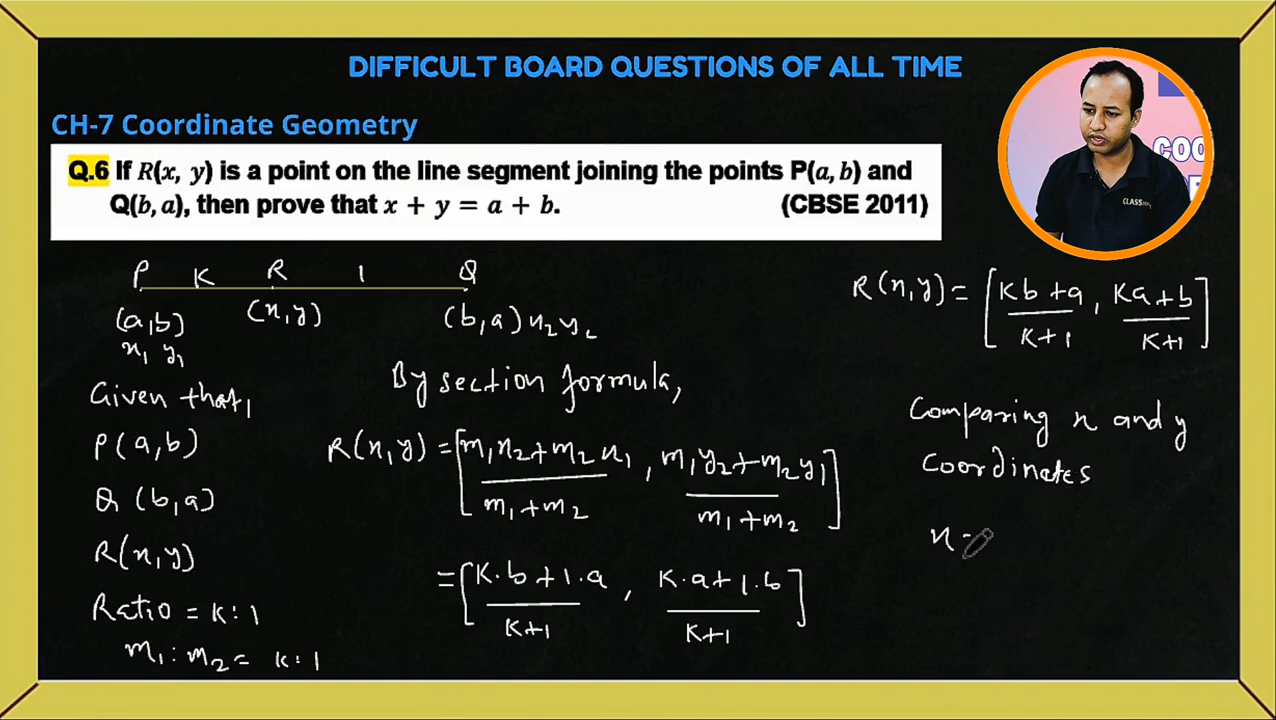 DIFFICULT BOARD QUESTIONS OF ALL TIME
CH-7 Coordinate Geometry
Q.6 If R(x, y) is a point on the line segment joining the points P(a, b) and
Q(b, a), then prove that x + y = a + b. (CBSE 2011)
COO
CLASS
P K R 1 Q
(a,b) (x,y) (b,a) x₂ y₂
x₁ y₁
Given that,
P(a,b)
Q (b,a)
R(x,y)
Ratio = k:1
m₁:m₂ = k:1
By section formula,
R(x,y) = [m₁x₂+m₂x₁ / m₁+m₂ , m₁y₂+m₂y₁ / m₁+m₂]
= [K.b+1.a / K+1 , K.a+1.b / K+1]
R(x,y) = [Kb+a / K+1 , Ka+b / K+1]
Comparing x and y
Coordinates
x =